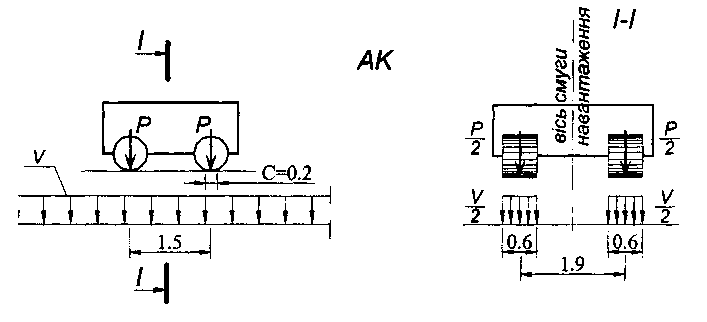 I
AK
вісь смуги
навантаження
I-I
P
P
P
2
P
2
V
C=0.2
V
2
V
2
1.5
0.6
0.6
1.9
I